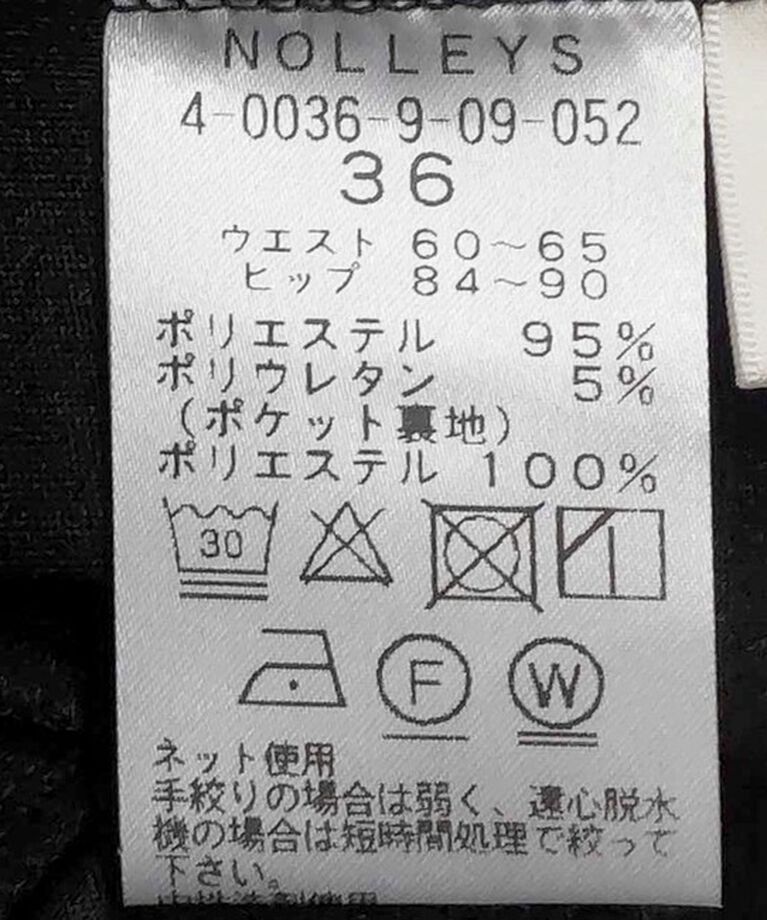 NOLLEYS
4-0036-9-09-052
36
ウエスト 60～65
ヒップ 84～90
ポリエステル 95%
ポリウレタン 5%
（ポケット裏地）
ポリエステル 100%
30
F W
ネット使用
手絞りの場合は弱く、遠心脱水
機の場合は短時間処理で絞って
下さい。